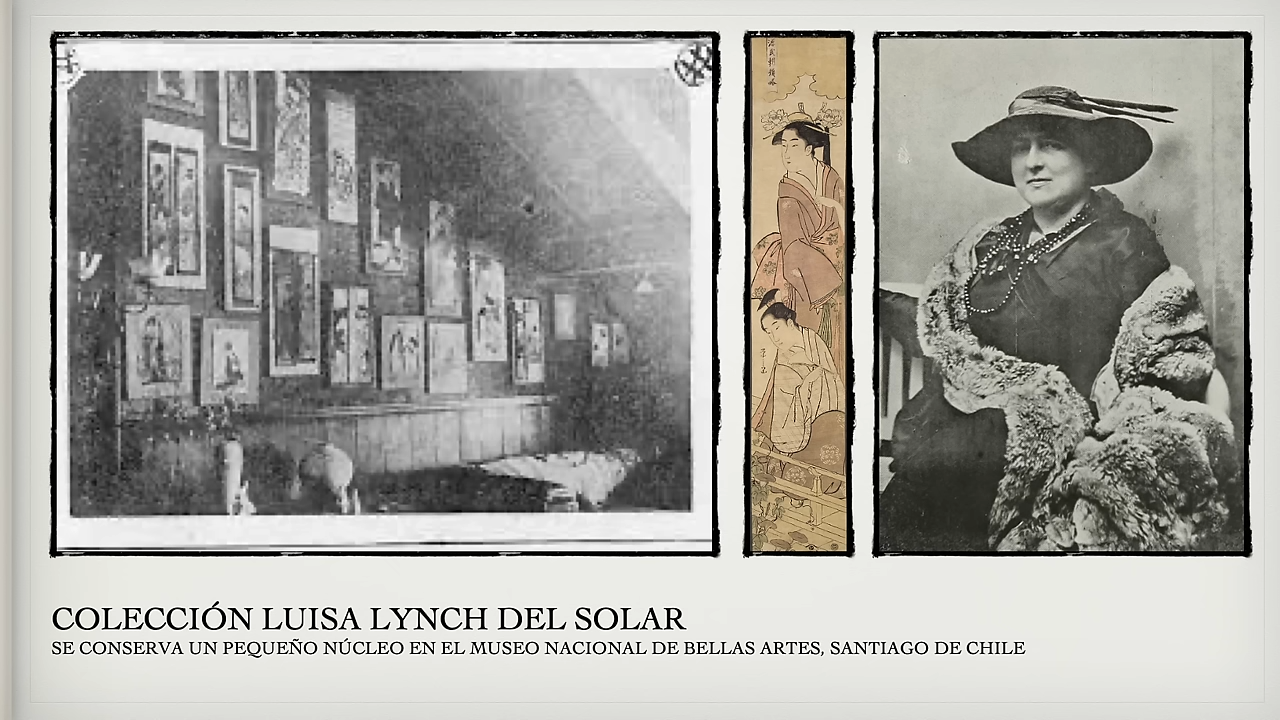 COLECCIÓN LUISA LYNCH DEL SOLAR
SE CONSERVA UN PEQUEÑO NÚCLEO EN EL MUSEO NACIONAL DE BELLAS ARTES, SANTIAGO DE CHILE